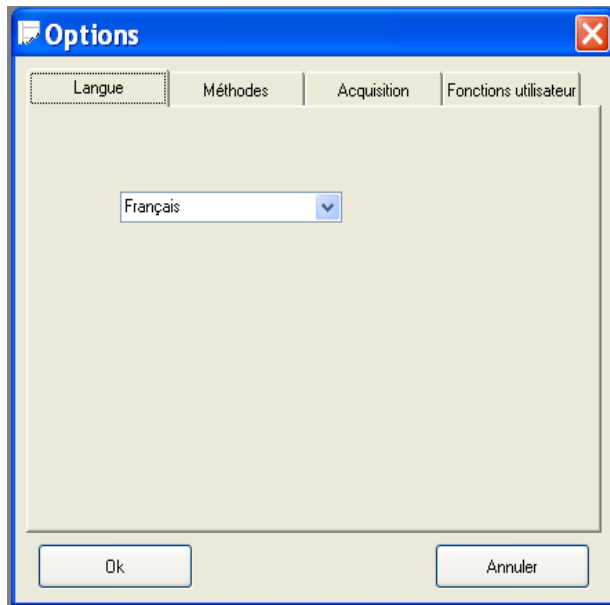 Options
Langue Méthodes Acquisition Fonctions utilisateur
Français
Ok Annuler